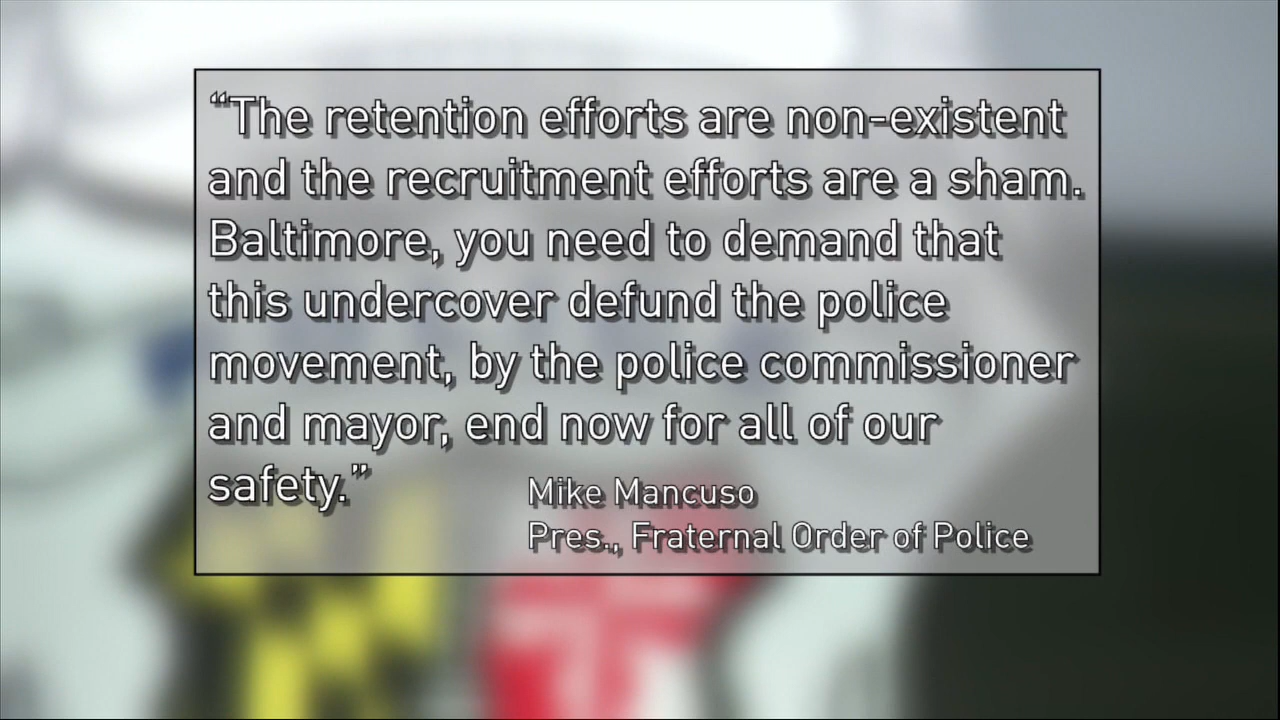 “The retention efforts are non-existent
and the recruitment efforts are a sham.
Baltimore, you need to demand that
this undercover defund the police
movement, by the police commissioner
and mayor, end now for all of our
safety.”
Mike Mancuso
Pres., Fraternal Order of Police